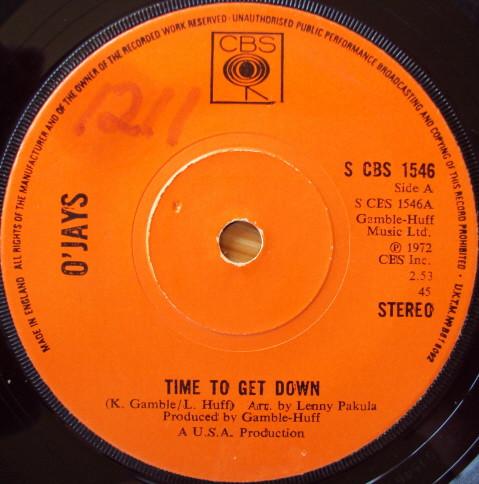 ALL RIGHTS OF THE MANUFACTURER AND OF THE OWNER OF THE RECORDED WORK RESERVED · UNAUTHORISED PUBLIC PERFORMANCE BROADCASTING AND COPYING OF THIS RECORD PROHIBITED ·
MADE IN ENGLAND
CBS
12.1
O'JAYS
S CBS 1546
Side A
S CBS 1546A
Gamble-Huff
Music Ltd.
℗ 1972
CBS Inc.
2.53
45
STEREO
TIME TO GET DOWN
(K. Gamble/L. Huff) Arr. by Lenny Pakula
Produced by Gamble-Huff
A U.S.A. Production